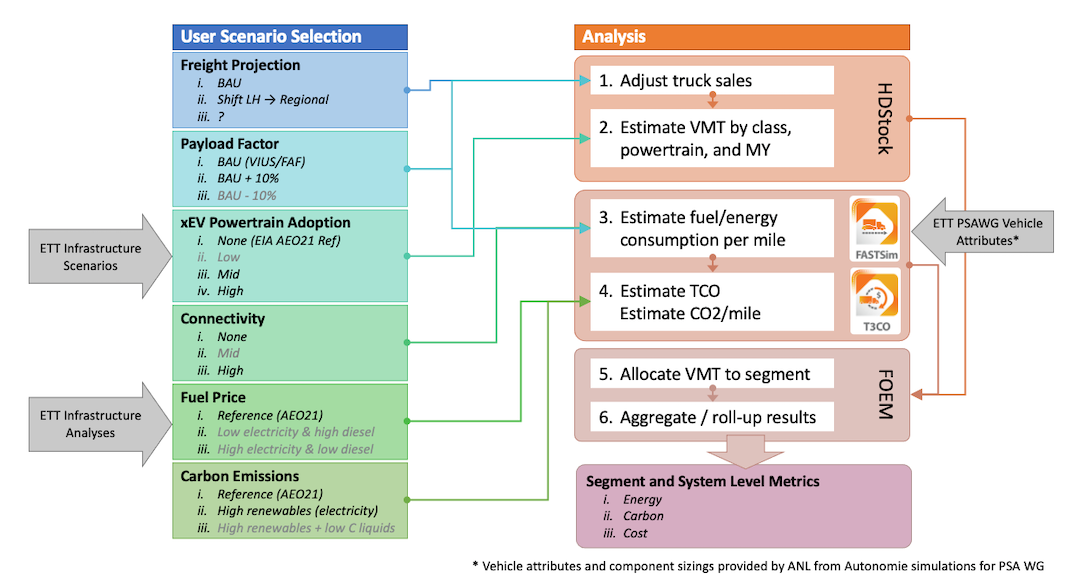 User Scenario Selection
Freight Projection
i. BAU
ii. Shift LH → Regional
iii. ?
Payload Factor
i. BAU (VIUS/FAF)
ii. BAU + 10%
iii. BAU - 10%
xEV Powertrain Adoption
i. None (EIA AEO21 Ref)
ii. Low
iii. Mid
iv. High
Connectivity
i. None
ii. Mid
iii. High
Fuel Price
i. Reference (AEO21)
ii. Low electricity & high diesel
iii. High electricity & low diesel
Carbon Emissions
i. Reference (AEO21)
ii. High renewables (electricity)
iii. High renewables + low C liquids
ETT Infrastructure
Scenarios
ETT Infrastructure
Analyses
Analysis
1. Adjust truck sales
2. Estimate VMT by class,
powertrain, and MY
HDStock
3. Estimate fuel/energy
consumption per mile
FASTSim
4. Estimate TCO
Estimate CO2/mile
$
T3CO
ETT PSAWG Vehicle
Attributes*
5. Allocate VMT to segment
6. Aggregate / roll-up results
FOEM
Segment and System Level Metrics
i. Energy
ii. Carbon
iii. Cost
* Vehicle attributes and component sizings provided by ANL from Autonomie simulations for PSA WG